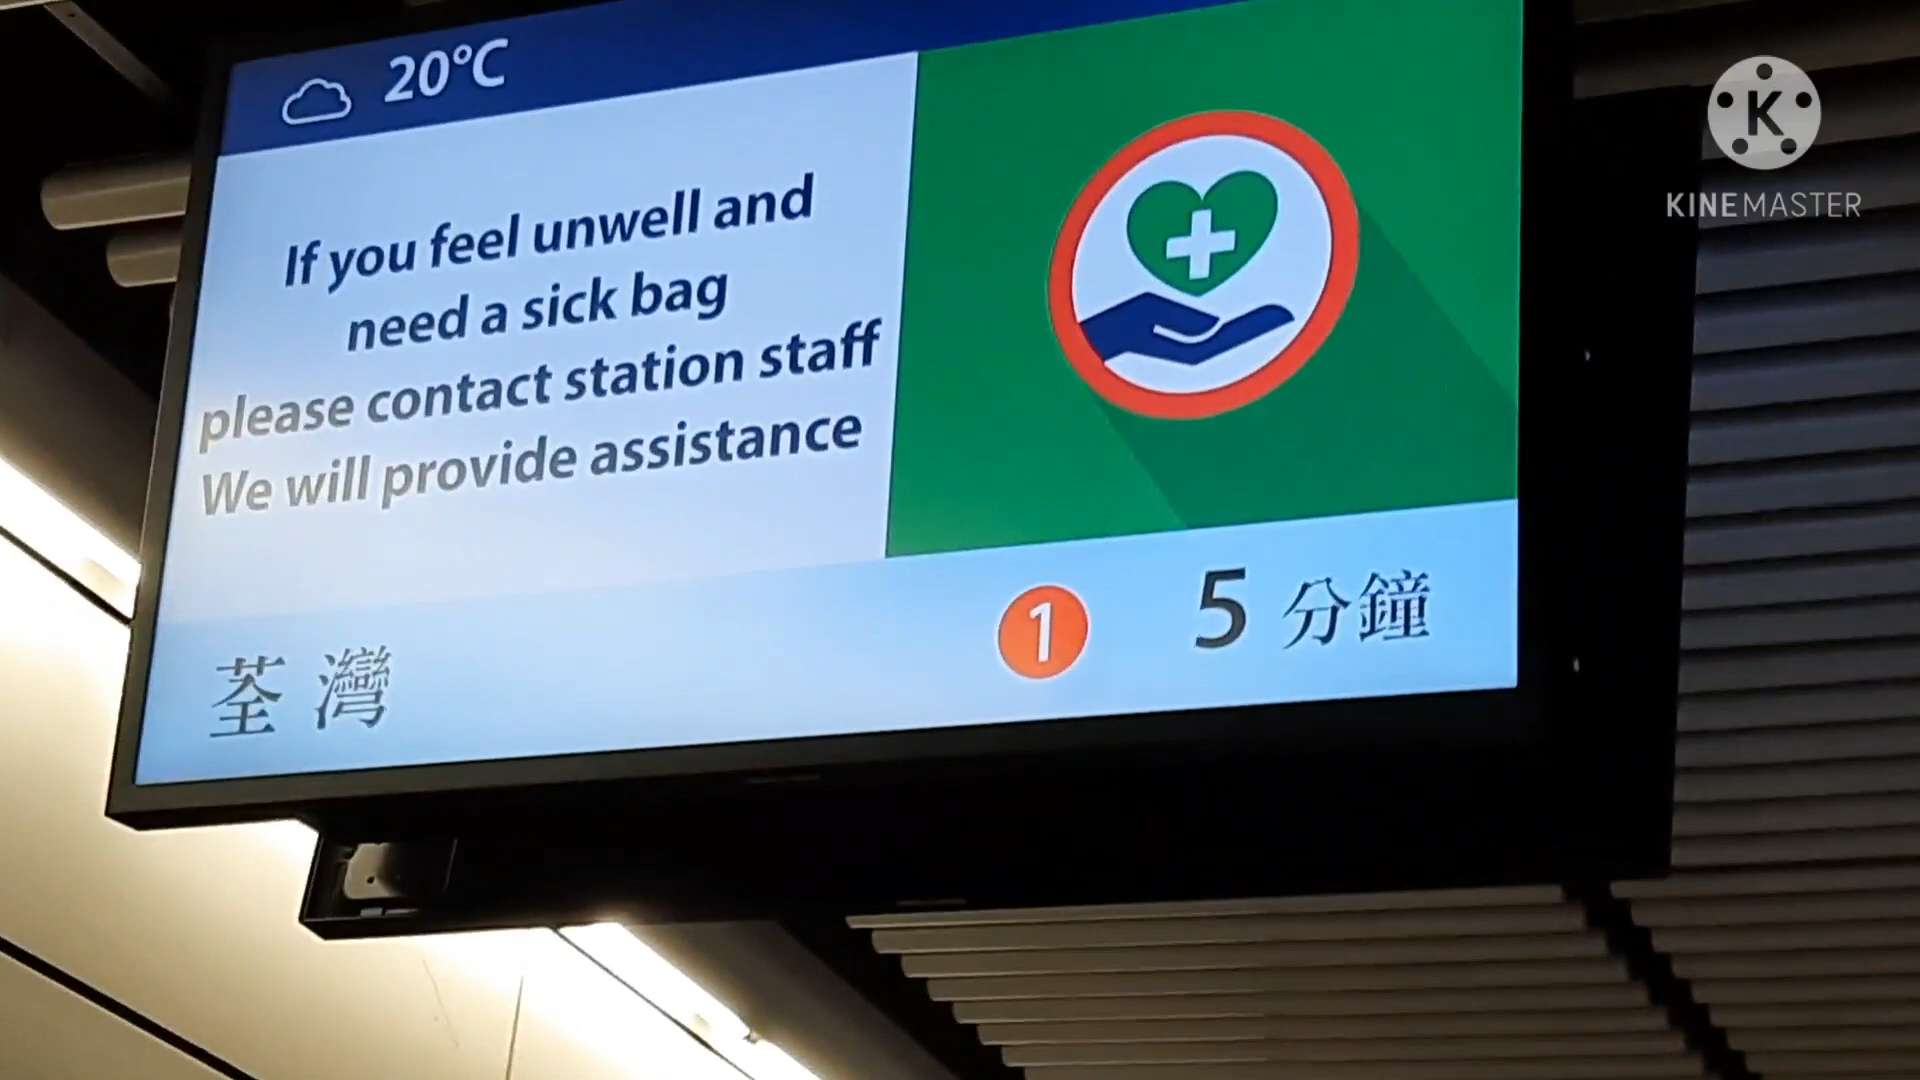 20°C
If you feel unwell and
need a sick bag
please contact station staff
We will provide assistance
荃灣 1 5 分鐘
K
KINEMASTER